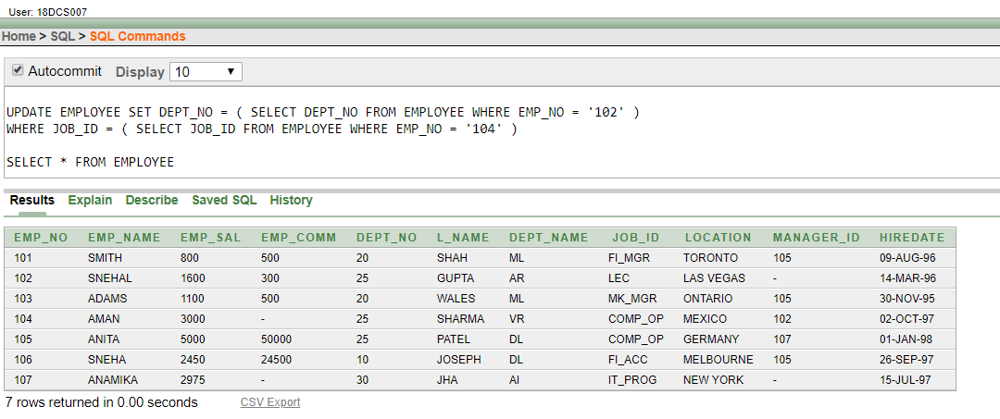 User: 18DCS007
Home > SQL > SQL Commands
Autocommit Display 10
UPDATE EMPLOYEE SET DEPT_NO = ( SELECT DEPT_NO FROM EMPLOYEE WHERE EMP_NO = '102' )
WHERE JOB_ID = ( SELECT JOB_ID FROM EMPLOYEE WHERE EMP_NO = '104' )
SELECT * FROM EMPLOYEE
Results Explain Describe Saved SQL History
EMP_NO EMP_NAME EMP_SAL EMP_COMM DEPT_NO L_NAME DEPT_NAME JOB_ID LOCATION MANAGER_ID HIREDATE
101 SMITH 800 500 20 SHAH ML FI_MGR TORONTO 105 09-AUG-96
102 SNEHAL 1600 300 25 GUPTA AR LEC LAS VEGAS - 14-MAR-96
103 ADAMS 1100 500 20 WALES ML MK_MGR ONTARIO 105 30-NOV-95
104 AMAN 3000 - 25 SHARMA VR COMP_OP MEXICO 102 02-OCT-97
105 ANITA 5000 50000 25 PATEL DL COMP_OP GERMANY 107 01-JAN-98
106 SNEHA 2450 24500 10 JOSEPH DL FI_ACC MELBOURNE 105 26-SEP-97
107 ANAMIKA 2975 - 30 JHA AI IT_PROG NEW YORK - 15-JUL-97
7 rows returned in 0.00 seconds CSV Export